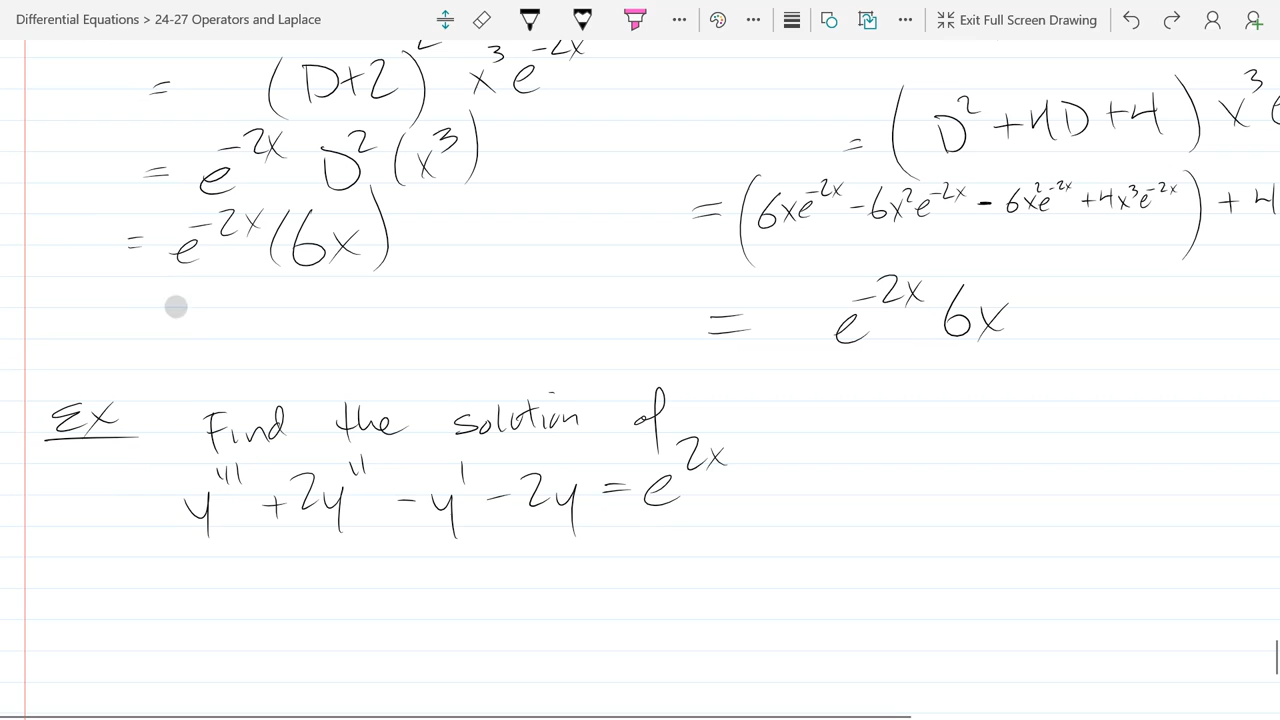 Differential Equations > 24-27 Operators and Laplace
Exit Full Screen Drawing
= (D+2)² x³ e^-2x
= e^-2x D² (x³)
= e^-2x (6x)
= (D² + 4D + 4) x³ e
= (6xe^-2x - 6x²e^-2x - 6x²e^-2x + 4x³e^-2x) + 4
= e^-2x 6x
Ex Find the solution of
y''' + 2y'' - y' - 2y = e^2x